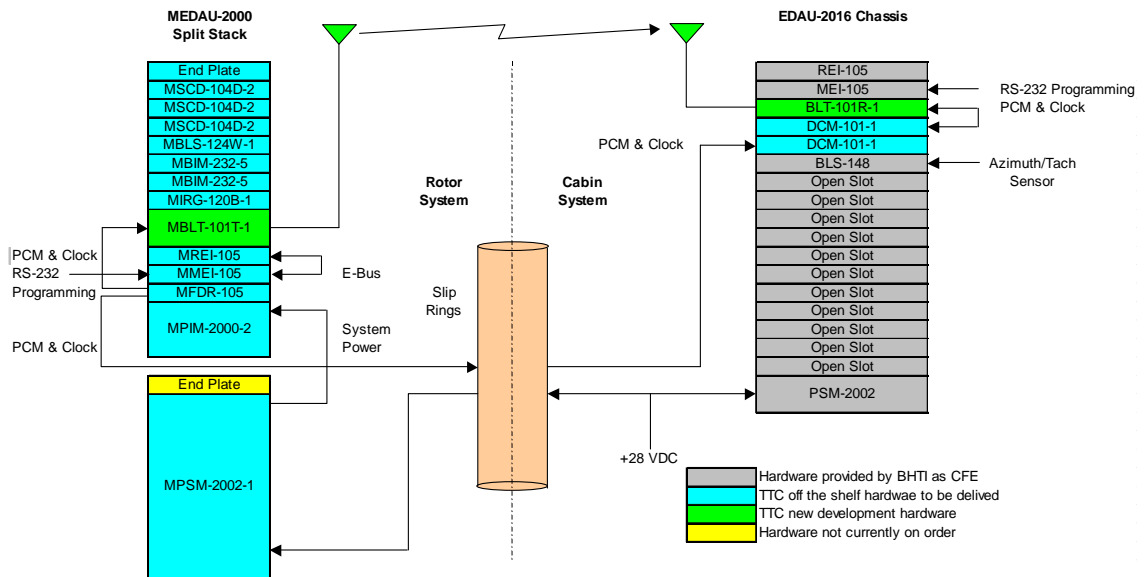 MEDAU-2000
Split Stack
End Plate
MSCD-104D-2
MSCD-104D-2
MSCD-104D-2
MBLS-124W-1
MBIM-232-5
MBIM-232-5
MIRG-120B-1
MBLT-101T-1
MREI-105
MMEI-105
MFDR-105
MPIM-2000-2
End Plate
MPSM-2002-1
PCM & Clock
RS-232
Programming
PCM & Clock
E-Bus
System
Power
Rotor
System
Cabin
System
Slip
Rings
PCM & Clock
+28 VDC
EDAU-2016 Chassis
REI-105
MEI-105
BLT-101R-1
DCM-101-1
DCM-101-1
BLS-148
Open Slot
Open Slot
Open Slot
Open Slot
Open Slot
Open Slot
Open Slot
Open Slot
Open Slot
Open Slot
Open Slot
PSM-2002
RS-232 Programming
PCM & Clock
Azimuth/Tach
Sensor
Hardware provided by BHTI as CFE
TTC off the shelf hardwae to be delived
TTC new development hardware
Hardware not currently on order